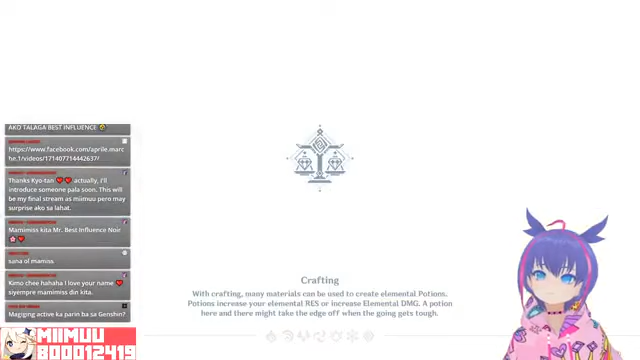 AKO TALAGA BEST INFLUENCE
https://www.facebook.com/aprile.marc
he.1/videos/171407714442637/
Thanks Kyo-tan ❤❤ actually, i'll
introduce someone pala soon. This will
be my final stream as miimuu pero may
surprise ako sa lahat.
Mamimiss kita Mr. Best Influence Noir
🌸❤
sana ol mamiss.
Kimo chee hahaha I love your name ❤
siyempre mamimiss din kita.
Magiging active ka parin ba sa Genshin?
MIIMUU
800012419
Crafting
With crafting, many materials can be used to create elemental Potions.
Potions increase your elemental RES or increase Elemental DMG. A potion
here and there might take the edge off when the going gets tough.